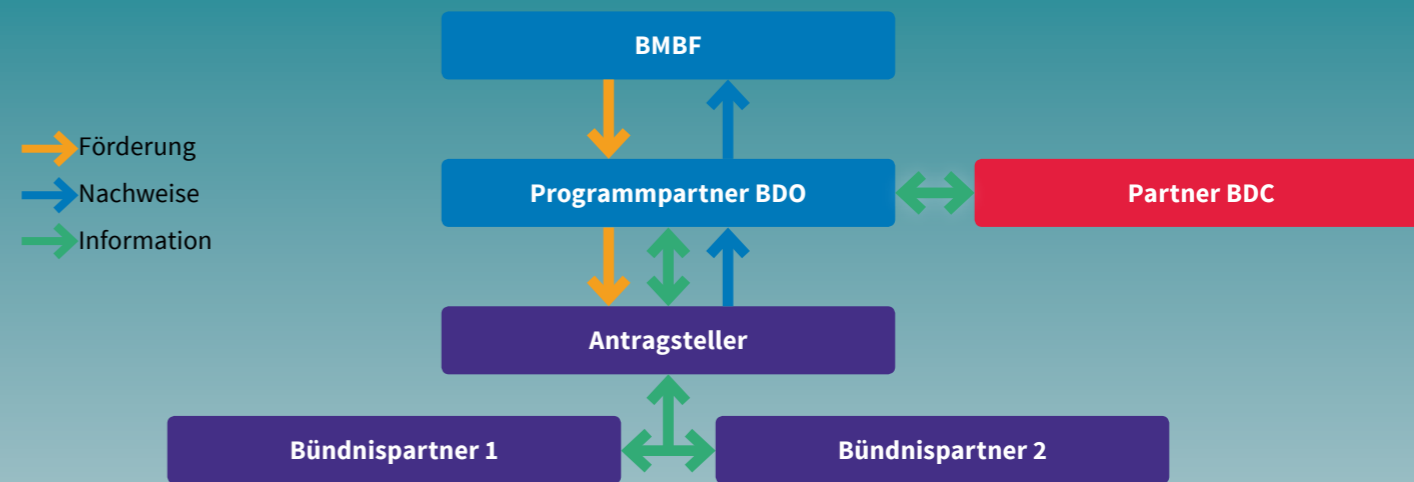 BMBF
Förderung
Nachweise
Information
Programmpartner BDO
Partner BDC
Antragsteller
Bündnispartner 1
Bündnispartner 2